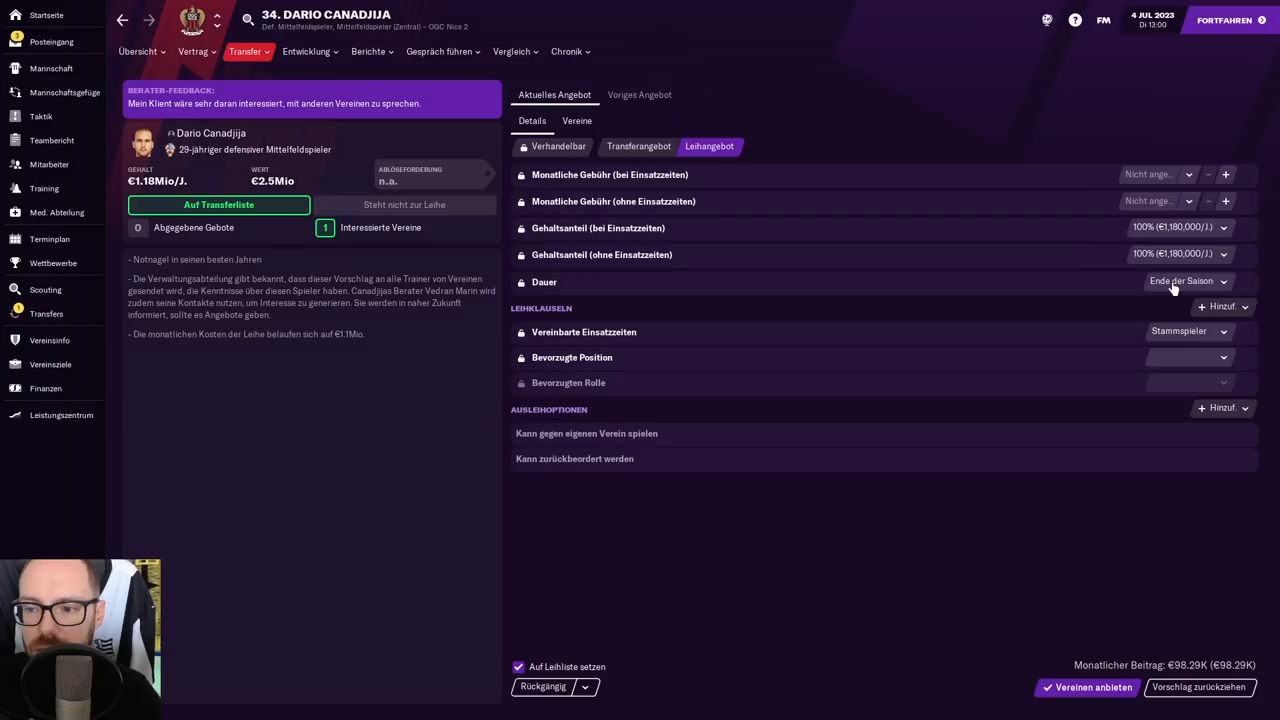 34. DARIO CANADJIJA
Def. Mittelfeldspieler, Mittelfeldspieler (Zentral) – OGC Nice 2
FM
4 JUL 2023
Di 13:00
FORTFAHREN
Startseite
3
Posteingang
Mannschaft
Mannschaftsgefüge
Taktik
Teambericht
Mitarbeiter
Training
Med. Abteilung
Terminplan
Wettbewerbe
Scouting
1
Transfers
Vereinsinfo
Vereinsziele
Finanzen
Leistungszentrum
Übersicht
Vertrag
Transfer
Entwicklung
Berichte
Gespräch führen
Vergleich
Chronik
BERATER-FEEDBACK:
Mein Klient wäre sehr daran interessiert, mit anderen Vereinen zu sprechen.
Dario Canadjija
29-jähriger defensiver Mittelfeldspieler
GEHALT
€1.18Mio/J.
WERT
€2.5Mio
ABLÖSEFORDERUNG
n.a.
Auf Transferliste
Steht nicht zur Leihe
0 Abgegebene Gebote
1 Interessierte Vereine
- Notnagel in seinen besten Jahren
- Die Verwaltungsabteilung gibt bekannt, dass dieser Vorschlag an alle Trainer von Vereinen
gesendet wird, die Kenntnisse über diesen Spieler haben. Canadjijas Berater Vedran Marin wird
zudem seine Kontakte nutzen, um Interesse zu generieren. Sie werden in naher Zukunft
informiert, sollte es Angebote geben.
- Die monatlichen Kosten der Leihe belaufen sich auf €1.1Mio.
Aktuelles Angebot
Voriges Angebot
Details
Vereine
Verhandelbar
Transferangebot
Leihangebot
Monatliche Gebühr (bei Einsatzzeiten)
Nicht ange...
Monatliche Gebühr (ohne Einsatzzeiten)
Nicht ange...
Gehaltsanteil (bei Einsatzzeiten)
100% (€1,180,000/J.)
Gehaltsanteil (ohne Einsatzzeiten)
100% (€1,180,000/J.)
Dauer
Ende der Saison
LEIHKLAUSELN
Hinzuf.
Vereinbarte Einsatzzeiten
Stammspieler
Bevorzugte Position
Bevorzugten Rolle
AUSLEIHOPTIONEN
Hinzuf.
Kann gegen eigenen Verein spielen
Kann zurückbeordert werden
Auf Leihliste setzen
Monatlicher Beitrag: €98.29K (€98.29K)
Rückgängig
Vereinen anbieten
Vorschlag zurückziehen